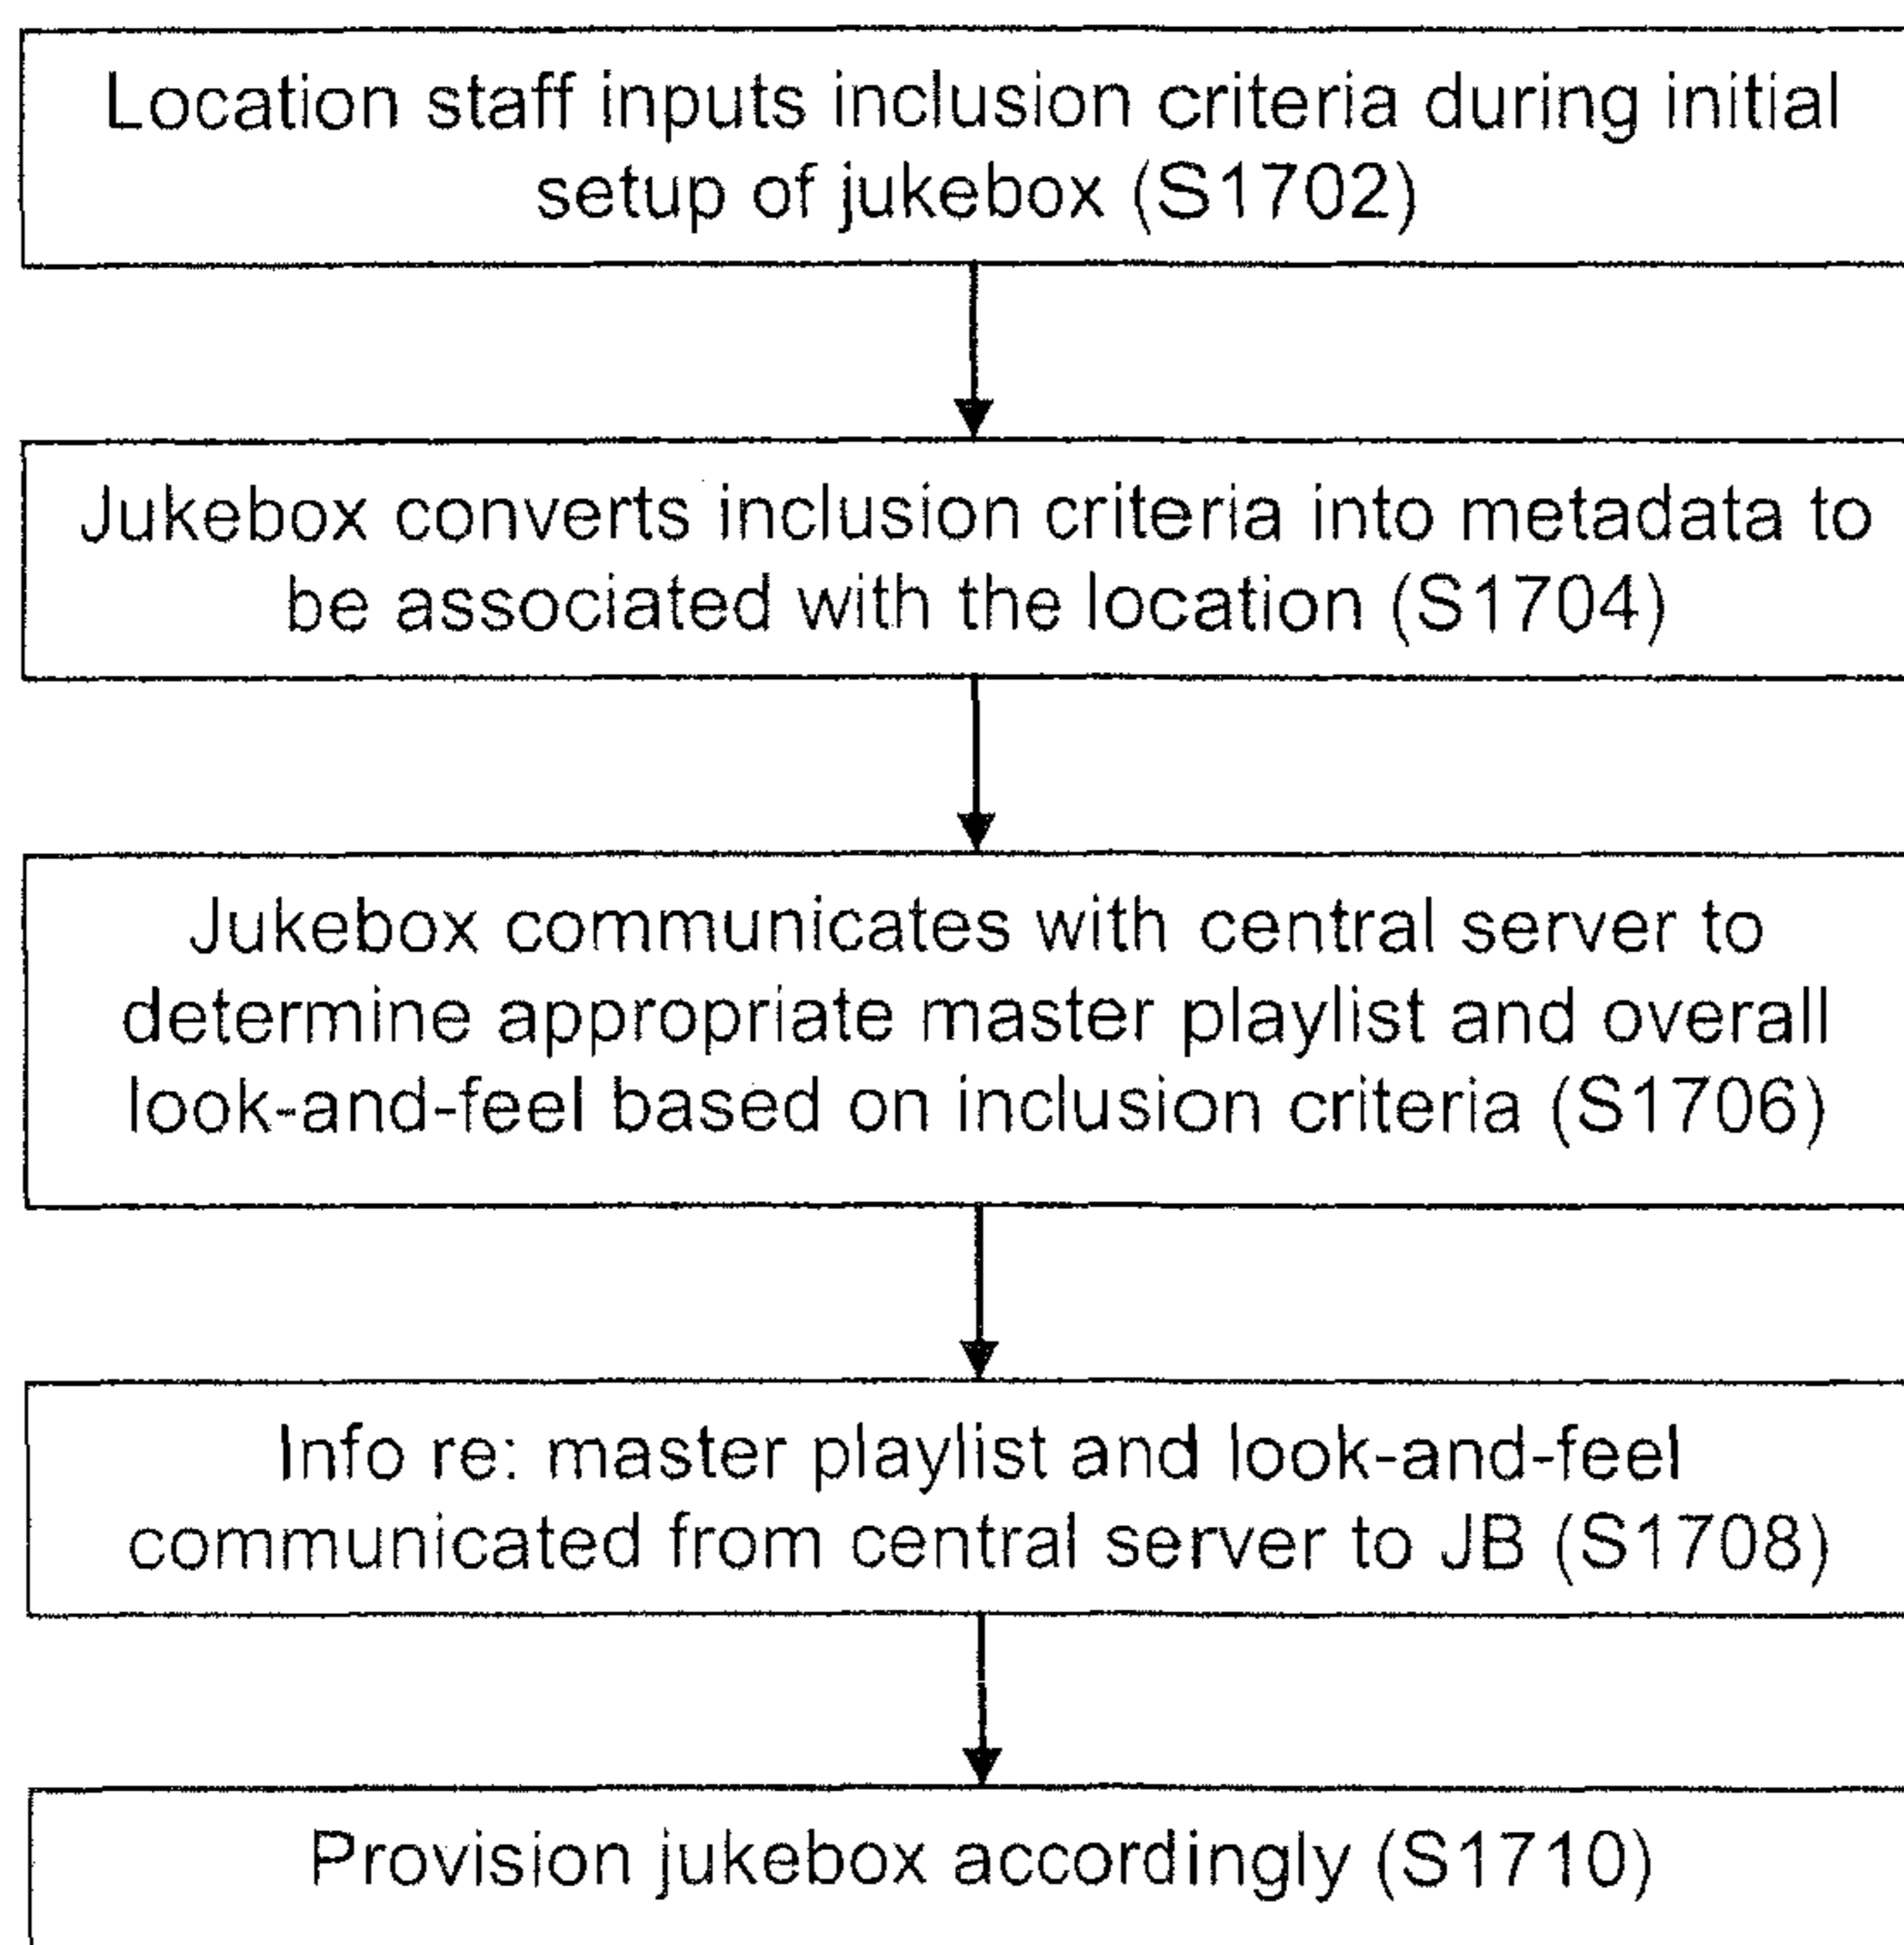 Location staff inputs inclusion criteria during initial
setup of jukebox (S1702)
Jukebox converts inclusion criteria into metadata to
be associated with the location (S1704)
Jukebox communicates with central server to
determine appropriate master playlist and overall
look-and-feel based on inclusion criteria (S1706)
Info re: master playlist and look-and-feel
communicated from central server to JB (S1708)
Provision jukebox accordingly (S1710)